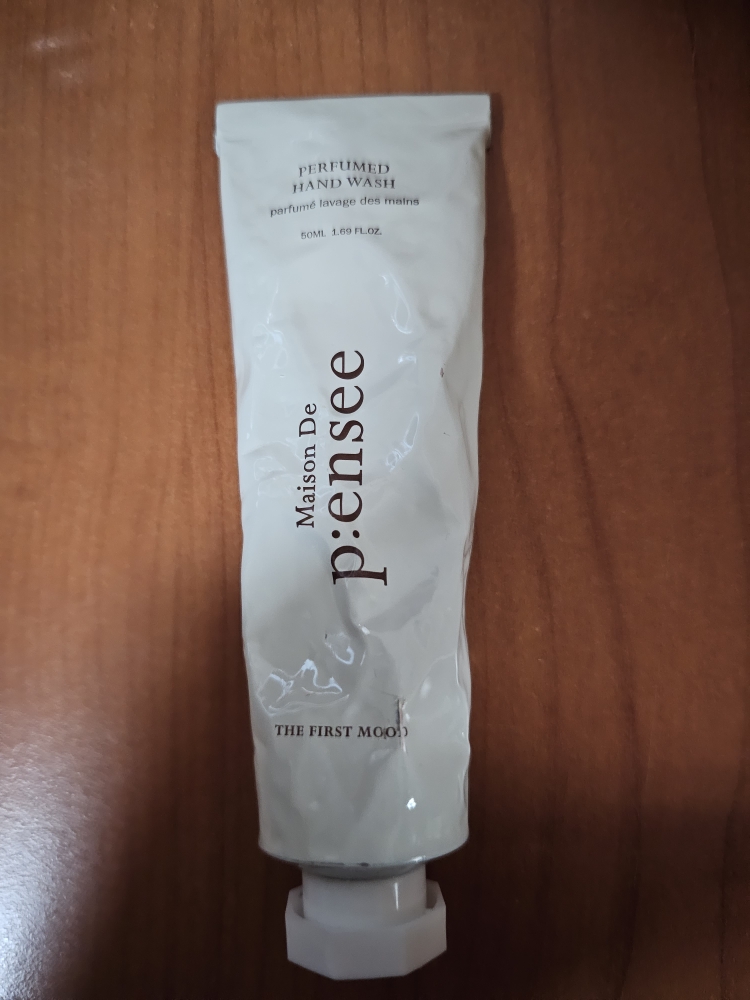 PERFUMED
HAND WASH
parfumé lavage des mains
50ML 1.69 FL.OZ.
Maison De
p:ensee
THE FIRST MOOD